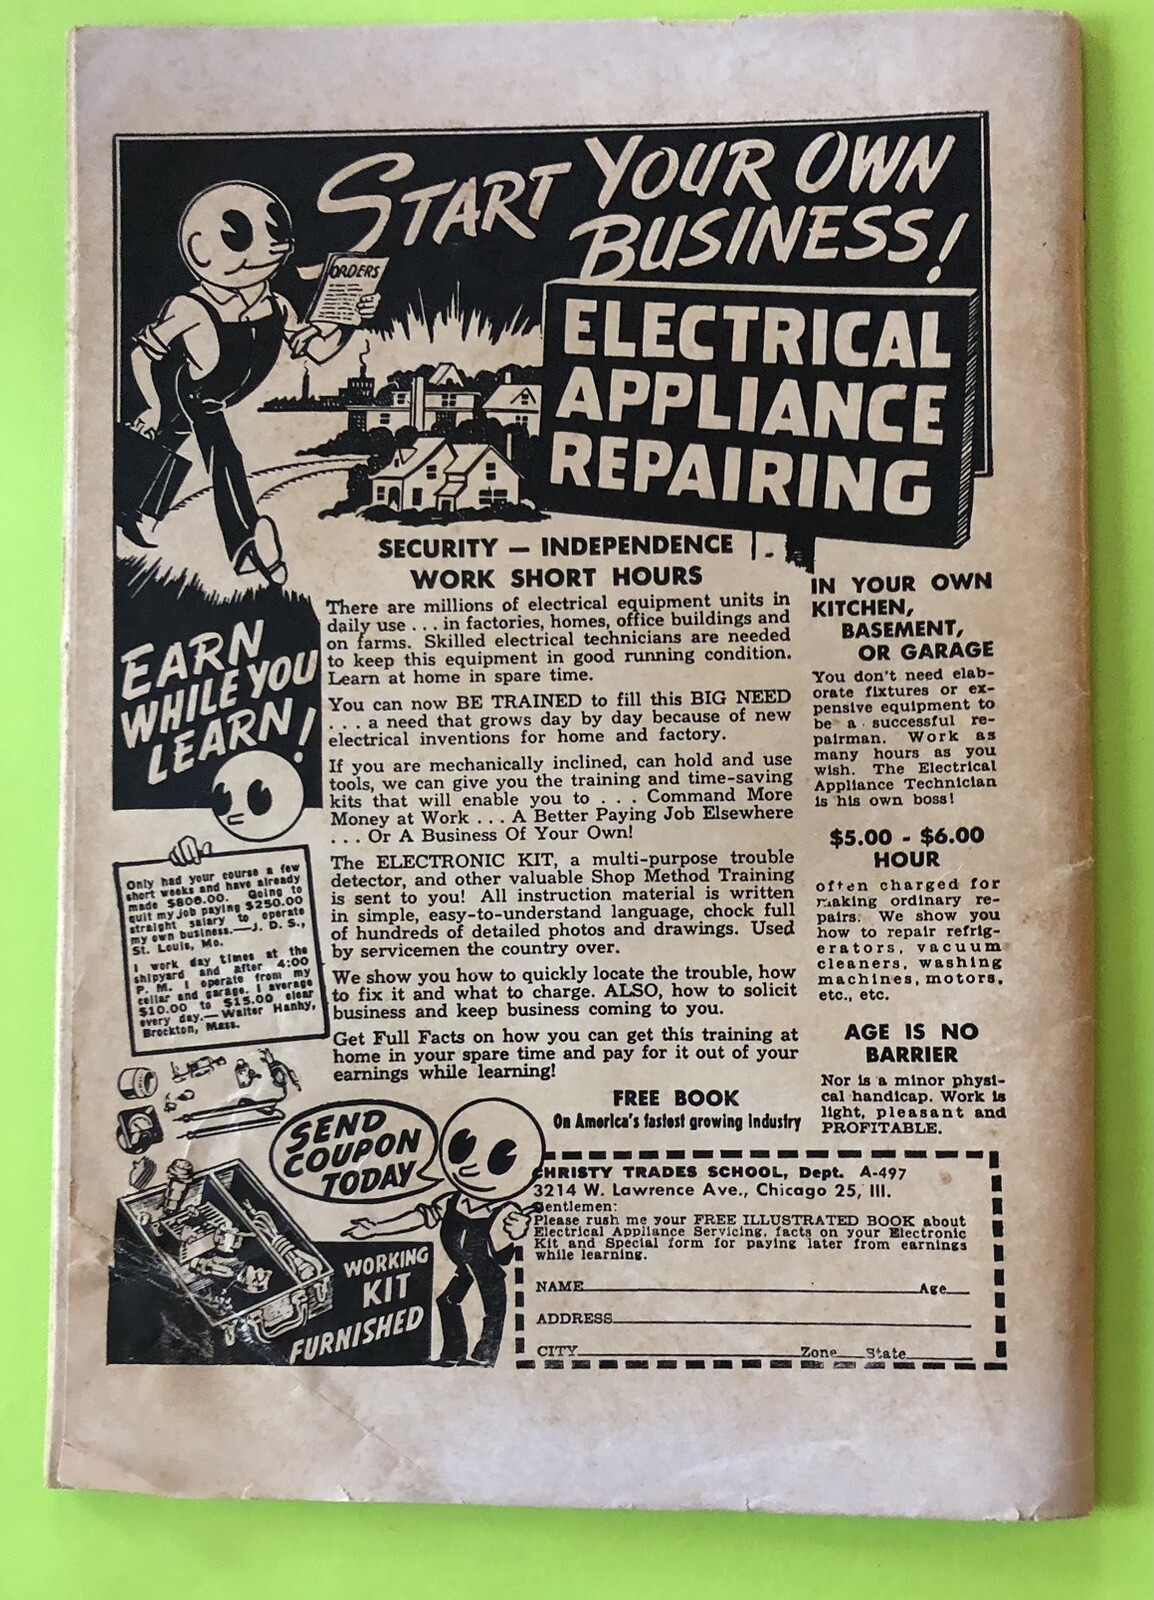 START YOUR OWN
BUSINESS!
ORDERS
ELECTRICAL
APPLIANCE
REPAIRING
SECURITY — INDEPENDENCE
WORK SHORT HOURS
There are millions of electrical equipment units in
daily use ... in factories, homes, office buildings and
on farms. Skilled electrical technicians are needed
to keep this equipment in good running condition.
Learn at home in spare time.
You can now BE TRAINED to fill this BIG NEED
... a need that grows day by day because of new
electrical inventions for home and factory.
If you are mechanically inclined, can hold and use
tools, we can give you the training and time-saving
kits that will enable you to ... Command More
Money at Work ... A Better Paying Job Elsewhere
... Or A Business Of Your Own!
The ELECTRONIC KIT, a multi-purpose trouble
detector, and other valuable Shop Method Training
is sent to you! All instruction material is written
in simple, easy-to-understand language, chock full
of hundreds of detailed photos and drawings. Used
by servicemen the country over.
We show you how to quickly locate the trouble, how
to fix it and what to charge. ALSO, how to solicit
business and keep business coming to you.
Get Full Facts on how you can get this training at
home in your spare time and pay for it out of your
earnings while learning!
FREE BOOK
On America's fastest growing industry
IN YOUR OWN
KITCHEN,
BASEMENT,
OR GARAGE
You don't need elab-
orate fixtures or ex-
pensive equipment to
be a successful re-
pairman. Work as
many hours as you
wish. The Electrical
Appliance Technician
is his own boss!
$5.00 - $6.00
HOUR
often charged for
making ordinary re-
pairs. We show you
how to repair refrig-
erators, vacuum
cleaners, washing
machines, motors,
etc., etc.
AGE IS NO
BARRIER
Nor is a minor physi-
cal handicap. Work is
light, pleasant and
PROFITABLE.
EARN
WHILE YOU
LEARN!
Only had your course a few
short weeks and have already
made $800.00. Going to
quit my job paying $250.00
straight salary to operate
my own business.—J. D. S.,
St. Louis, Mo.
I work day times at the
shipyard and after 4:00
P. M. I operate from my
cellar and garage. I average
$10.00 to $15.00 clear
every day.—Walter Hanhy,
Brockton, Mass.
SEND
COUPON
TODAY
WORKING
KIT
FURNISHED
CHRISTY TRADES SCHOOL, Dept. A-497
3214 W. Lawrence Ave., Chicago 25, Ill.
Gentlemen:
Please rush me your FREE ILLUSTRATED BOOK about
Electrical Appliance Servicing, facts on your Electronic
Kit and Special form for paying later from earnings
while learning.
NAME Age
ADDRESS
CITY Zone State